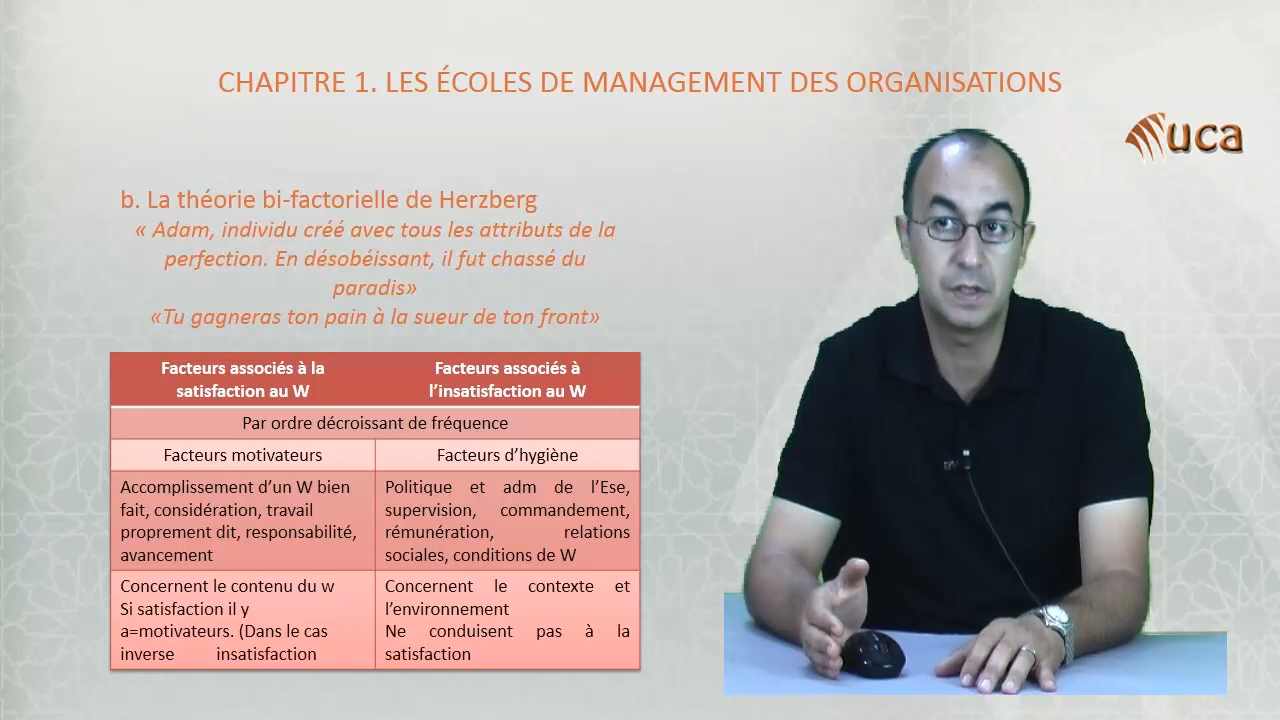 CHAPITRE 1. LES ÉCOLES DE MANAGEMENT DES ORGANISATIONS
uca
b. La théorie bi-factorielle de Herzberg
« Adam, individu créé avec tous les attributs de la
perfection. En désobéissant, il fut chassé du
paradis»
«Tu gagneras ton pain à la sueur de ton front»
Facteurs associés à la
satisfaction au W
Facteurs associés à
l’insatisfaction au W
Par ordre décroissant de fréquence
Facteurs motivateurs
Facteurs d’hygiène
Accomplissement d’un W bien
fait, considération, travail
proprement dit, responsabilité,
avancement
Politique et adm de l’Ese,
supervision, commandement,
rémunération, relations
sociales, conditions de W
Concernent le contenu du w
Si satisfaction il y
a=motivateurs. (Dans le cas
inverse insatisfaction
Concernent le contexte et
l’environnement
Ne conduisent pas à la
satisfaction